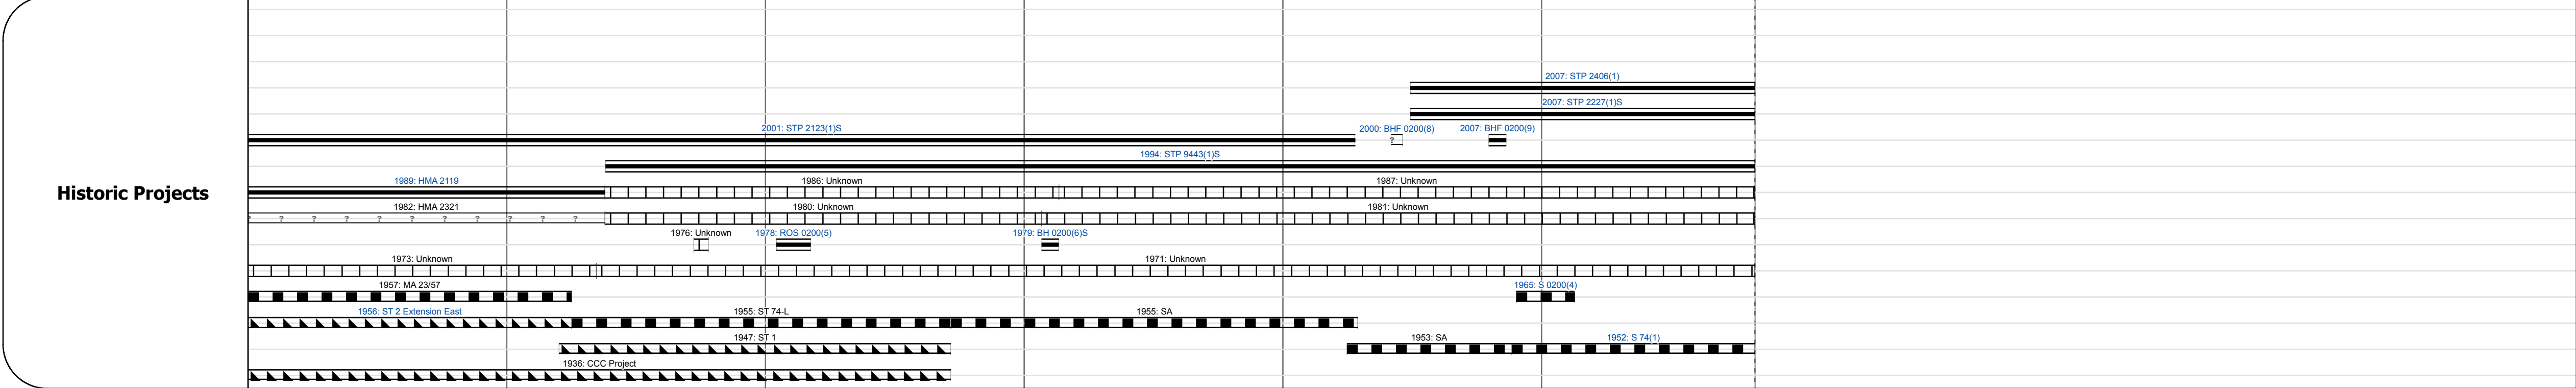 2007: STP 2406(1)
2007: STP 2227(1)S
2001: STP 2123(1)S
2000: BHF 0200(8)
2007: BHF 0200(9)
1994: STP 9443(1)S
1989: HMA 2119
1986: Unknown
1987: Unknown
Historic Projects
1982: HMA 2321
1980: Unknown
1981: Unknown
? ? ? ? ? ? ? ? ? ? ?
1976: Unknown
1978: ROS 0200(5)
1979: BH 0200(6)S
1973: Unknown
1971: Unknown
1957: MA 23/57
1965: S 0200(4)
1956: ST 2 Extension East
1955: ST 74-L
1955: SA
1947: ST 1
1953: SA
1952: S 74(1)
1936: CCC Project